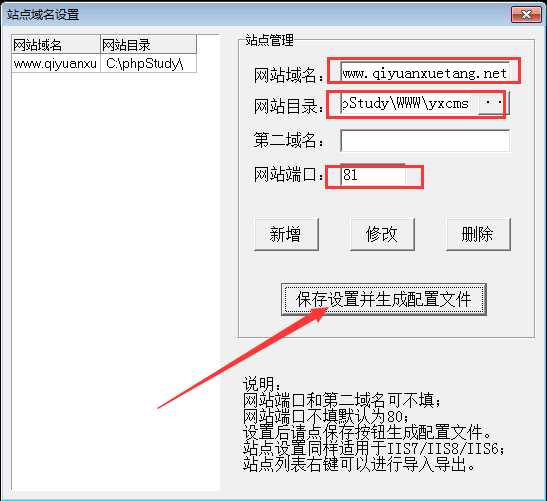 站点域名设置
网站域名 网站目录
www.qiyuanxu C:\phpStudy\
站点管理
网站域名: www.qiyuanxuetang.net
网站目录: pStudy\WWW\yxcms ..
第二域名:
网站端口: 81
新增 修改 删除
保存设置并生成配置文件
说明:
网站端口和第二域名可不填;
网站端口不填默认为80;
设置后请点保存按钮生成配置文件。
站点设置同样适用于IIS7/IIS8/IIS6;
站点列表右键可以进行导入导出。